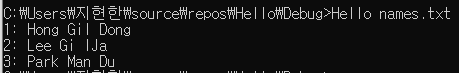 C:\Users\지현한\source\repos\Hello\Debug>Hello names.txt
1: Hong Gil Dong
2: Lee Gi lJa
3: Park Man Du